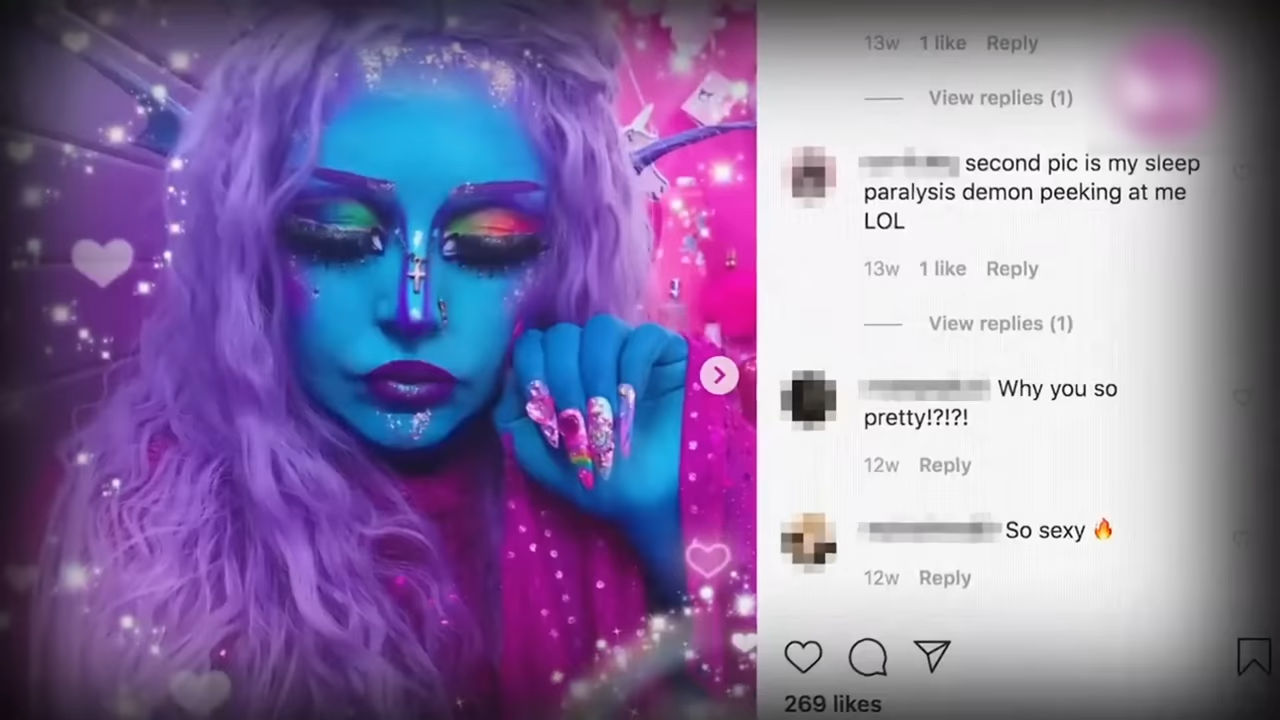 13w 1 like Reply
View replies (1)
second pic is my sleep
paralysis demon peeking at me
LOL
13w 1 like Reply
View replies (1)
Why you so
pretty!?!?!
12w Reply
So sexy 🔥
12w Reply
269 likes